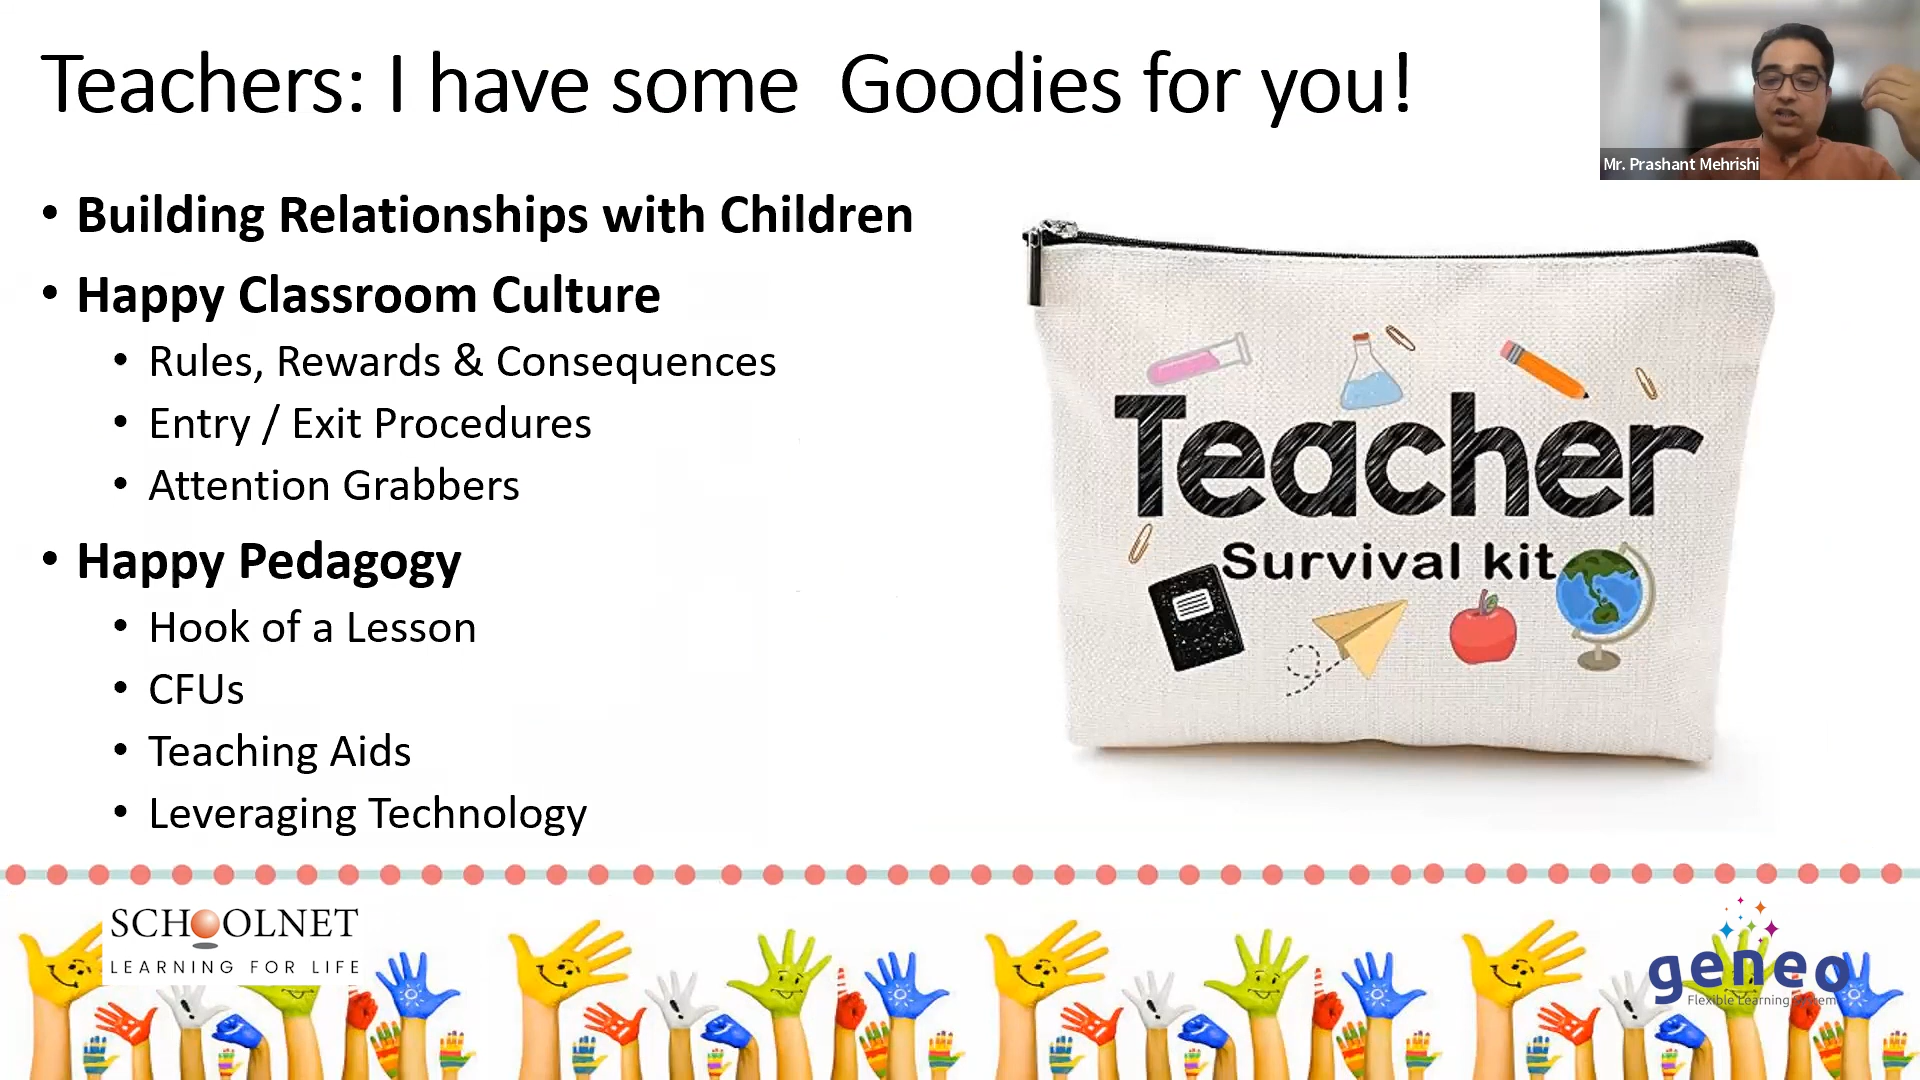 Teachers: I have some Goodies for you!
Mr. Prashant Mehrishi
• Building Relationships with Children
• Happy Classroom Culture
• Rules, Rewards & Consequences
• Entry / Exit Procedures
• Attention Grabbers
• Happy Pedagogy
• Hook of a Lesson
• CFUs
• Teaching Aids
• Leveraging Technology
Teacher
Survival kit
SCHOOLNET
LEARNING FOR LIFE
geneo
Flexible Learning